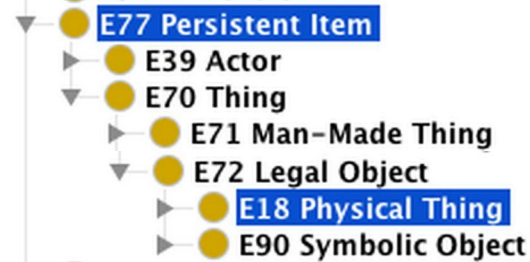 E77 Persistent Item
E39 Actor
E70 Thing
E71 Man-Made Thing
E72 Legal Object
E18 Physical Thing
E90 Symbolic Object